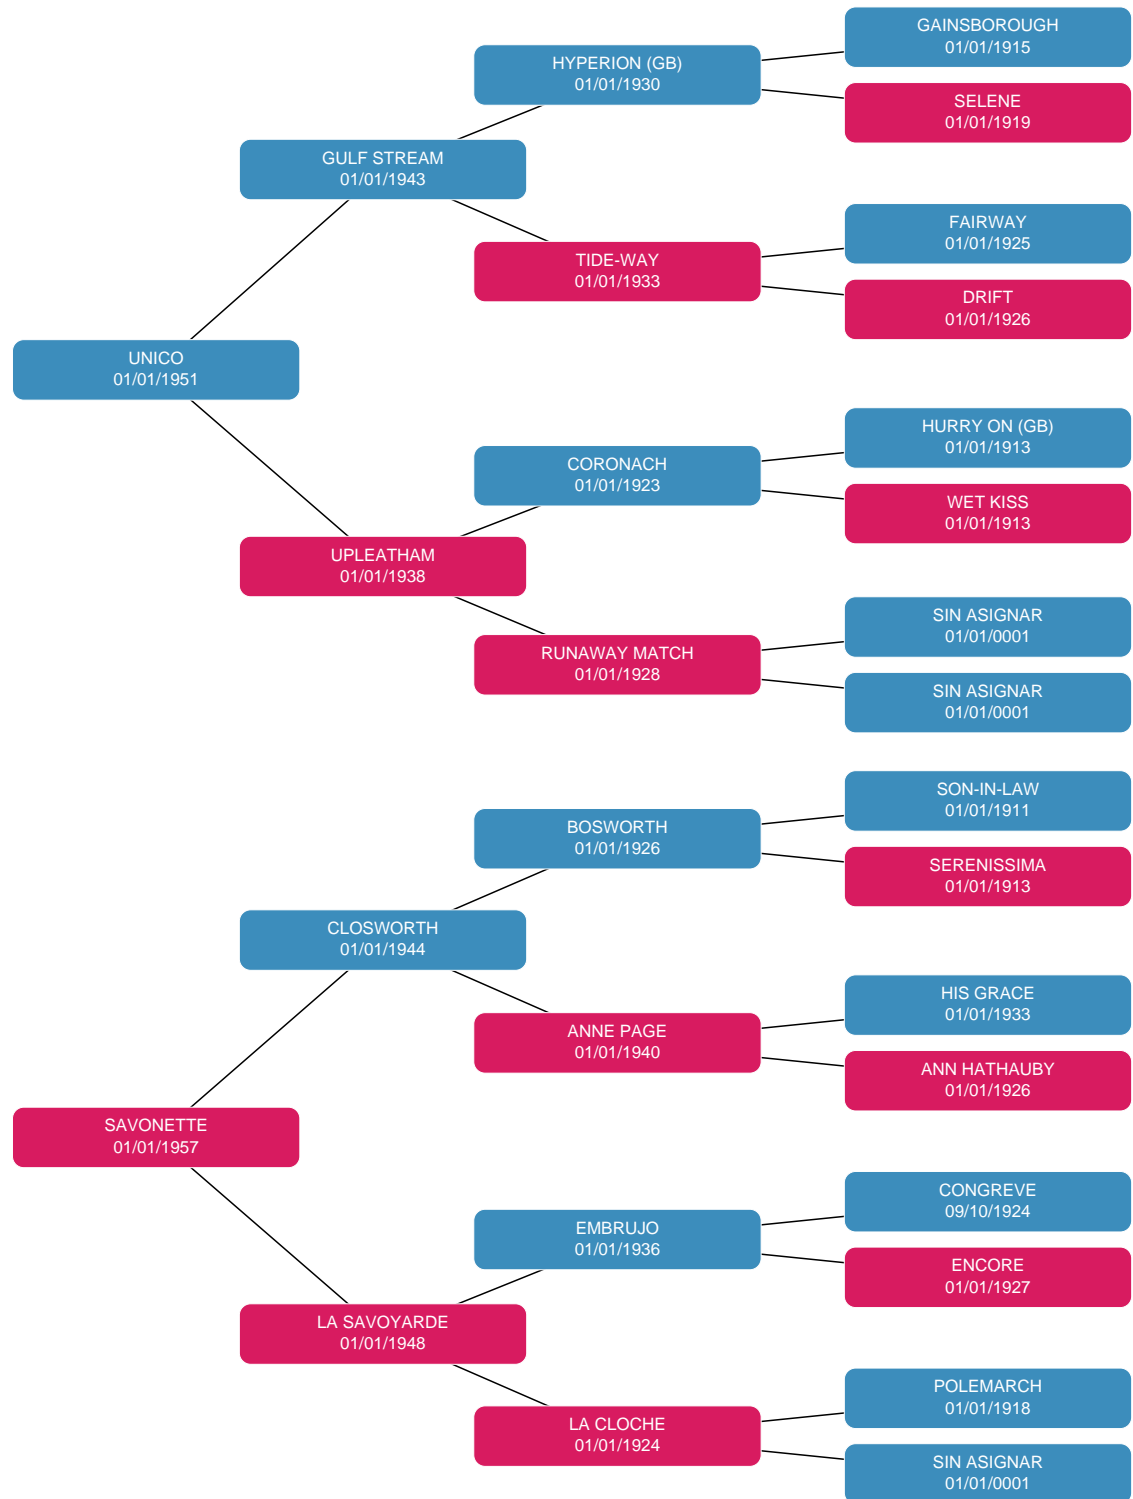 GAINSBOROUGH
01/01/1915
HYPERION (GB)
01/01/1930
SELENE
01/01/1919
GULF STREAM
01/01/1943
FAIRWAY
01/01/1925
TIDE-WAY
01/01/1933
DRIFT
01/01/1926
UNICO
01/01/1951
HURRY ON (GB)
01/01/1913
CORONACH
01/01/1923
WET KISS
01/01/1913
UPLEATHAM
01/01/1938
SIN ASIGNAR
01/01/0001
RUNAWAY MATCH
01/01/1928
SIN ASIGNAR
01/01/0001
SON-IN-LAW
01/01/1911
BOSWORTH
01/01/1926
SERENISSIMA
01/01/1913
CLOSWORTH
01/01/1944
HIS GRACE
01/01/1933
ANNE PAGE
01/01/1940
ANN HATHAUBY
01/01/1926
SAVONETTE
01/01/1957
CONGREVE
09/10/1924
EMBRUJO
01/01/1936
ENCORE
01/01/1927
LA SAVOYARDE
01/01/1948
POLEMARCH
01/01/1918
LA CLOCHE
01/01/1924
SIN ASIGNAR
01/01/0001